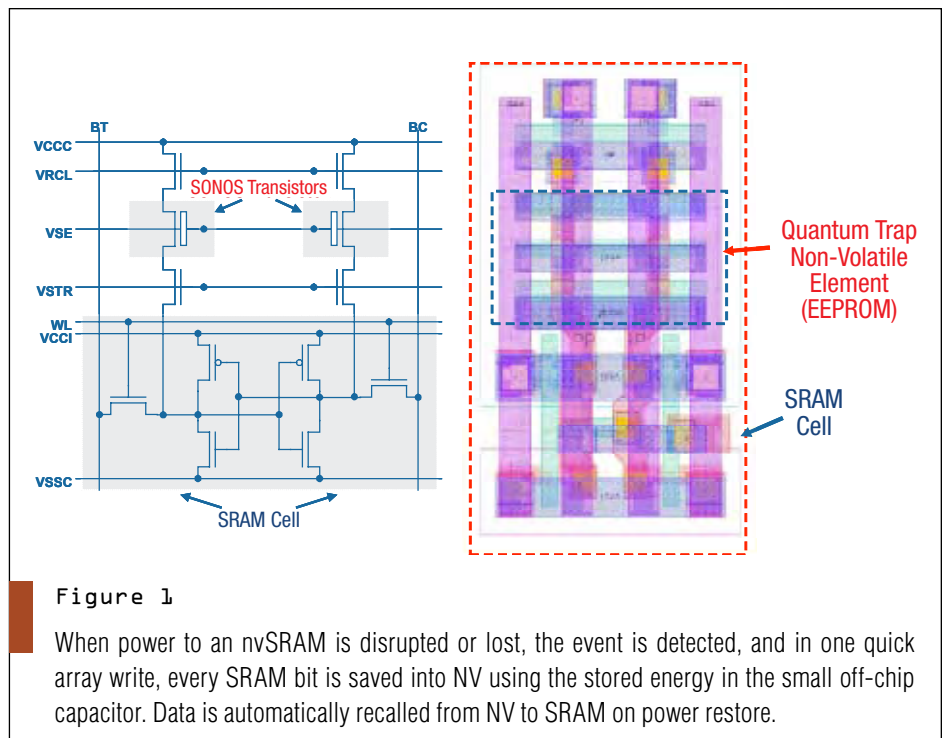 BT
BC
VCCC
VRCL
SONOS Transistors
VSE
VSTR
WL
VCCI
VSSC
SRAM Cell
Quantum Trap
Non-Volatile
Element
(EEPROM)
SRAM
Cell
Figure 1
When power to an nvSRAM is disrupted or lost, the event is detected, and in one quick
array write, every SRAM bit is saved into NV using the stored energy in the small off-chip
capacitor. Data is automatically recalled from NV to SRAM on power restore.